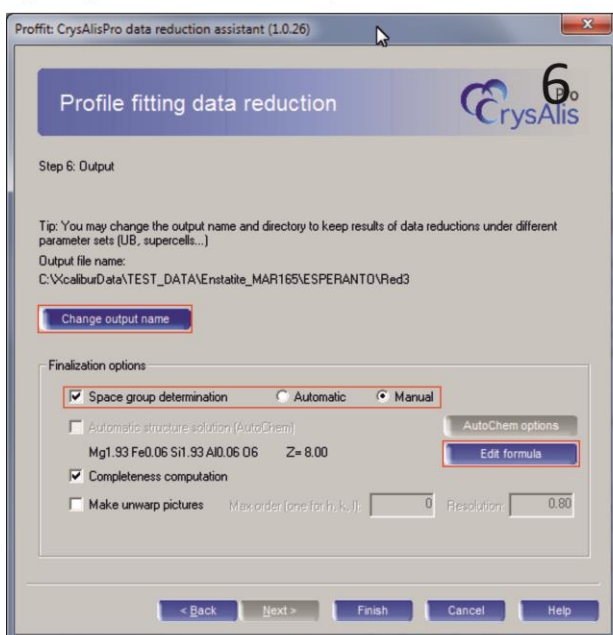 Proffit: CrysAlisPro data reduction assistant (1.0.26)
x
Profile fitting data reduction
6
Pro
CrysAlis
Step 6: Output
Tip: You may change the output name and directory to keep results of data reductions under different
parameter sets (UB, supercells...)
Output file name:
C:\XcaliburData\TEST_DATA\Enstatite_MAR165\ESPERANTO\Red3
Change output name
Finalization options
Space group determination Automatic Manual
Automatic structure solution (AutoChem) AutoChem options
Mg1.93 Fe0.06 Si1.93 Al0.06 O6 Z= 8.00 Edit formula
Completeness computation
Make unwarp pictures Max order (one for h, k, l): 0 Resolution: 0.80
< Back Next > Finish Cancel Help